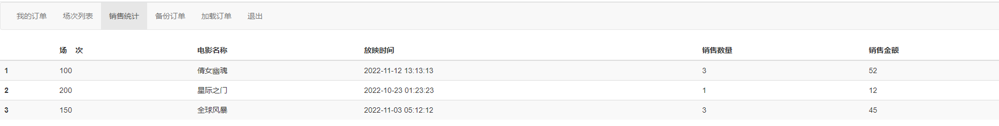 我的订单 场次列表 销售统计 备份订单 加载订单 退出
场 次 电影名称 放映时间 销售数量 销售金额
1 100 倩女幽魂 2022-11-12 13:13:13 3 52
2 200 星际之门 2022-10-23 01:23:23 1 12
3 150 全球风暴 2022-11-03 05:12:12 3 45